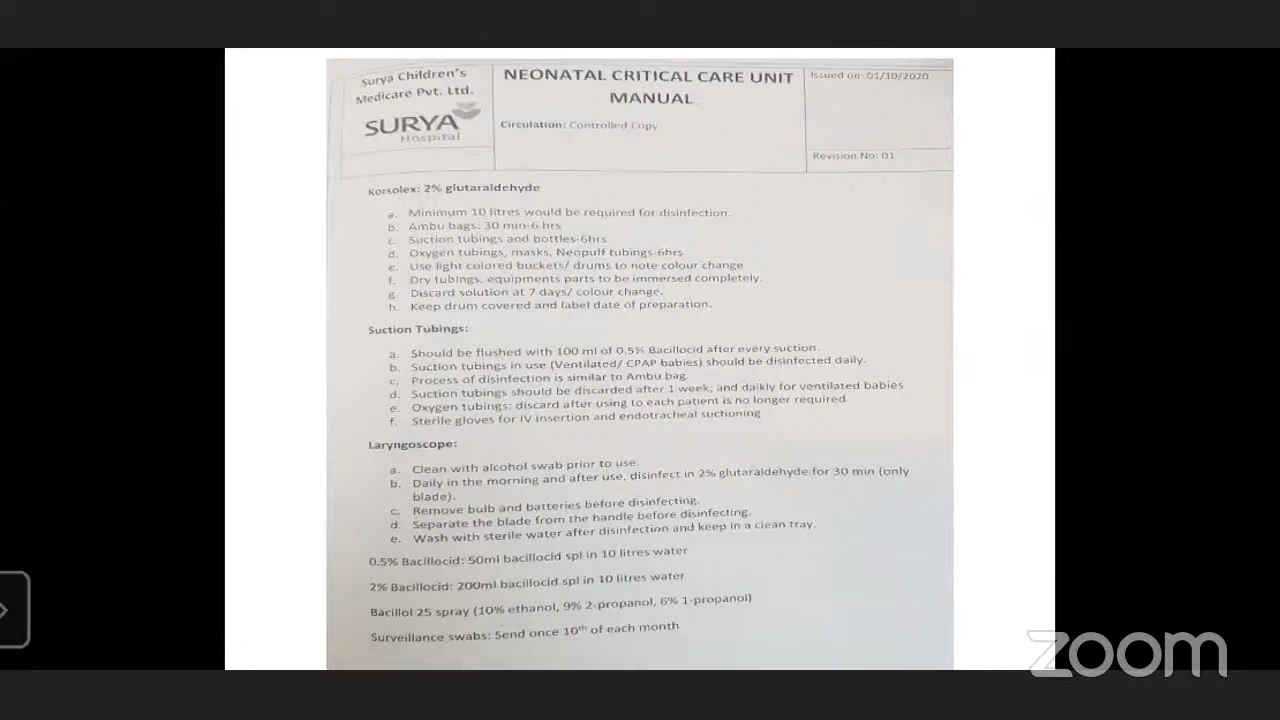 Surya Children's
Medicare Pvt. Ltd.
SURYA
Hospital
NEONATAL CRITICAL CARE UNIT
MANUAL
Circulation: Controlled Copy
Issued on: 01/10/2020
Revision No: 01
Korsolex: 2% glutaraldehyde
a. Minimum 10 litres would be required for disinfection.
b. Ambu bags: 30 min-6 hrs
c. Suction tubings and bottles-6hrs
d. Oxygen tubings, masks, Neopuff tubings-6hrs
e. Use light colored buckets/ drums to note colour change
f. Dry tubings, equipments parts to be immersed completely.
g. Discard solution at 7 days/ colour change.
h. Keep drum covered and label date of preparation.
Suction Tubings:
a. Should be flushed with 100 ml of 0.5% Bacillocid after every suction.
b. Suction tubings in use (Ventilated/ CPAP babies) should be disinfected daily.
c. Process of disinfection is similar to Ambu bag.
d. Suction tubings should be discarded after 1 week; and daikly for ventilated babies
e. Oxygen tubings: discard after using to each patient is no longer required
f. Sterile gloves for IV insertion and endotracheal suctioning
Laryngoscope:
a. Clean with alcohol swab prior to use.
b. Daily in the morning and after use, disinfect in 2% glutaraldehyde for 30 min (only
blade).
c. Remove bulb and batteries before disinfecting.
d. Separate the blade from the handle before disinfecting.
e. Wash with sterile water after disinfection and keep in a clean tray.
0.5% Bacillocid: 50ml bacillocid spl in 10 litres water
2% Bacillocid: 200ml bacillocid spl in 10 litres water
Bacillol 25 spray (10% ethanol, 9% 2-propanol, 6% 1-propanol)
Surveillance swabs: Send once 10th of each month
zoom